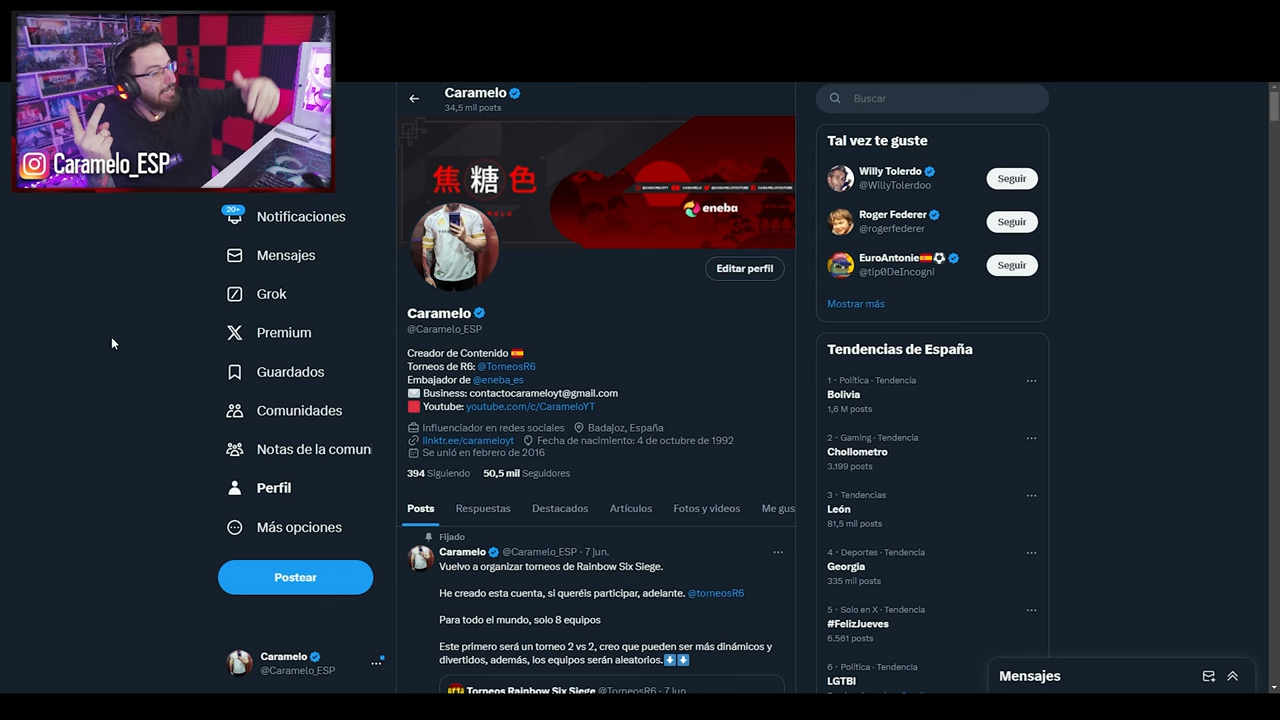 Caramelo_ESP
20+
Notificaciones
Mensajes
Grok
Premium
Guardados
Comunidades
Notas de la comun
Perfil
Más opciones
Postear
Caramelo
@Caramelo_ESP
Caramelo
34,5 mil posts
焦糖色
eneba
Editar perfil
Caramelo
@Caramelo_ESP
Creador de Contenido
Torneos de R6: @TorneosR6
Embajador de @eneba_es
Business: contactocarameloyt@gmail.com
Youtube: youtube.com/c/CarameloYT
Influenciador en redes sociales Badajoz, España
linktr.ee/carameloyt Fecha de nacimiento: 4 de octubre de 1992
Se unió en febrero de 2016
394 Siguiendo 50,5 mil Seguidores
Posts Respuestas Destacados Artículos Fotos y videos Me gus
Fijado
Caramelo @Caramelo_ESP · 7 jun.
Vuelvo a organizar torneos de Rainbow Six Siege.
He creado esta cuenta, si queréis participar, adelante. @torneosR6
Para todo el mundo, solo 8 equipos
Este primero será un torneo 2 vs 2, creo que pueden ser más dinámicos y
divertidos, además, los equipos serán aleatorios.
Torneos Rainbow Six Siege @TorneosR6 · 7 jun.
Buscar
Tal vez te guste
Willy Tolerdo
@WillyTolerdoo
Seguir
Roger Federer
@rogerfederer
Seguir
EuroAntonie
@tIp0DeIncognI
Seguir
Mostrar más
Tendencias de España
1 · Política · Tendencia
Bolivia
1,6 M posts
2 · Gaming · Tendencia
Chollometro
3.199 posts
3 · Tendencias
León
81,5 mil posts
4 · Deportes · Tendencia
Georgia
335 mil posts
5 · Solo en X · Tendencia
#FelizJueves
6.561 posts
6 · Política · Tendencia
LGTBI
Mensajes